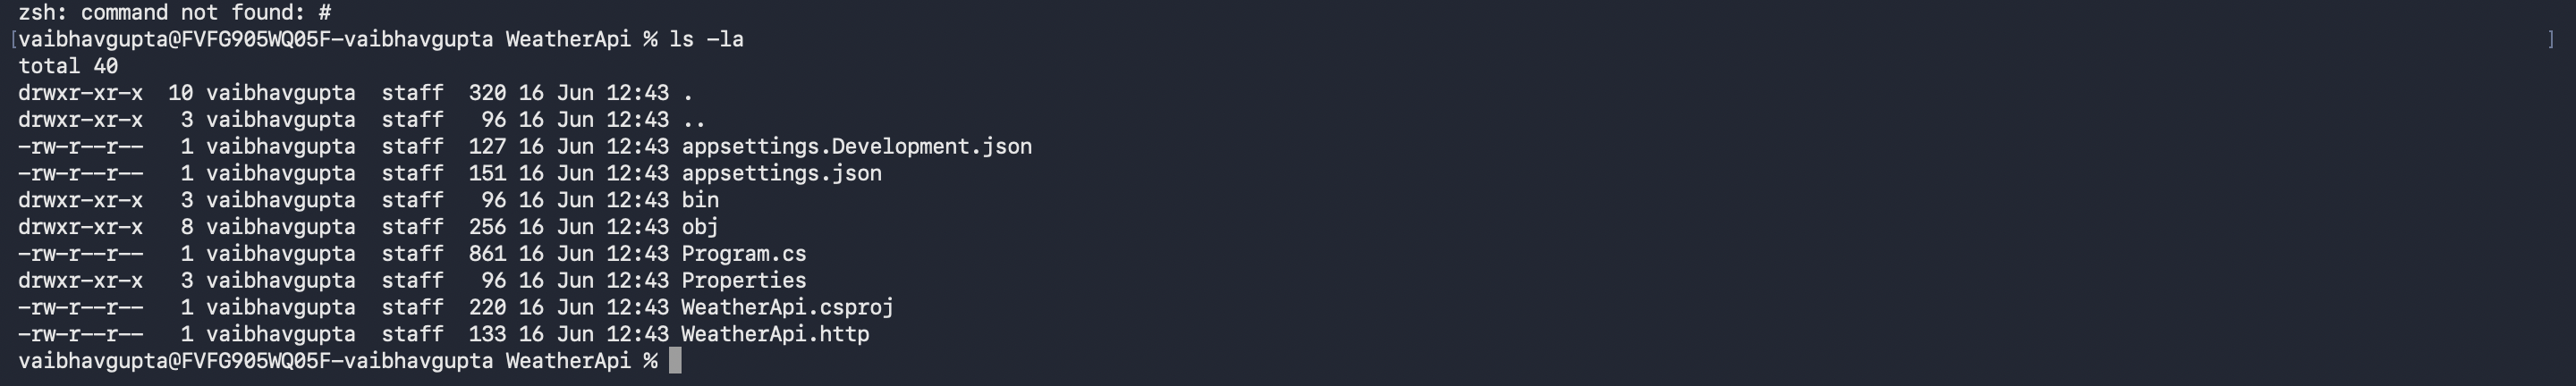 zsh: command not found: #
[vaibhavgupta@FVFG905WQ05F-vaibhavgupta WeatherApi % ls -la ]
total 40
drwxr-xr-x  10 vaibhavgupta  staff  320 16 Jun 12:43 .
drwxr-xr-x   3 vaibhavgupta  staff   96 16 Jun 12:43 ..
-rw-r--r--   1 vaibhavgupta  staff  127 16 Jun 12:43 appsettings.Development.json
-rw-r--r--   1 vaibhavgupta  staff  151 16 Jun 12:43 appsettings.json
drwxr-xr-x   3 vaibhavgupta  staff   96 16 Jun 12:43 bin
drwxr-xr-x   8 vaibhavgupta  staff  256 16 Jun 12:43 obj
-rw-r--r--   1 vaibhavgupta  staff  861 16 Jun 12:43 Program.cs
drwxr-xr-x   3 vaibhavgupta  staff   96 16 Jun 12:43 Properties
-rw-r--r--   1 vaibhavgupta  staff  220 16 Jun 12:43 WeatherApi.csproj
-rw-r--r--   1 vaibhavgupta  staff  133 16 Jun 12:43 WeatherApi.http
vaibhavgupta@FVFG905WQ05F-vaibhavgupta WeatherApi %